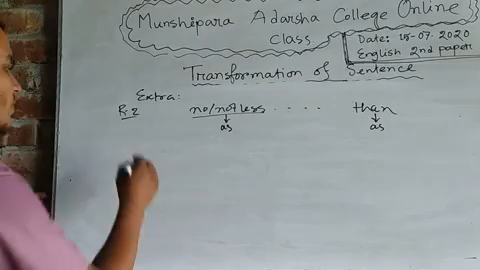 Munshipara Adarsha College Online
Class
Date: 15-07-2020
English 2nd paper
Transformation of Sentence
Extra:
R-2 no/not less .... than
as as